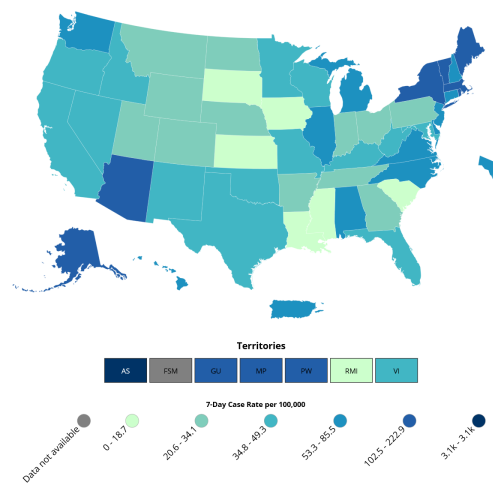 Territories
AS FSM GU MP PW RMI VI
7-Day Case Rate per 100,000
Data not available 0 - 18.7 20.6 - 34.1 34.8 - 49.3 53.3 - 85.5 102.5 - 222.9 3.1k - 3.1k